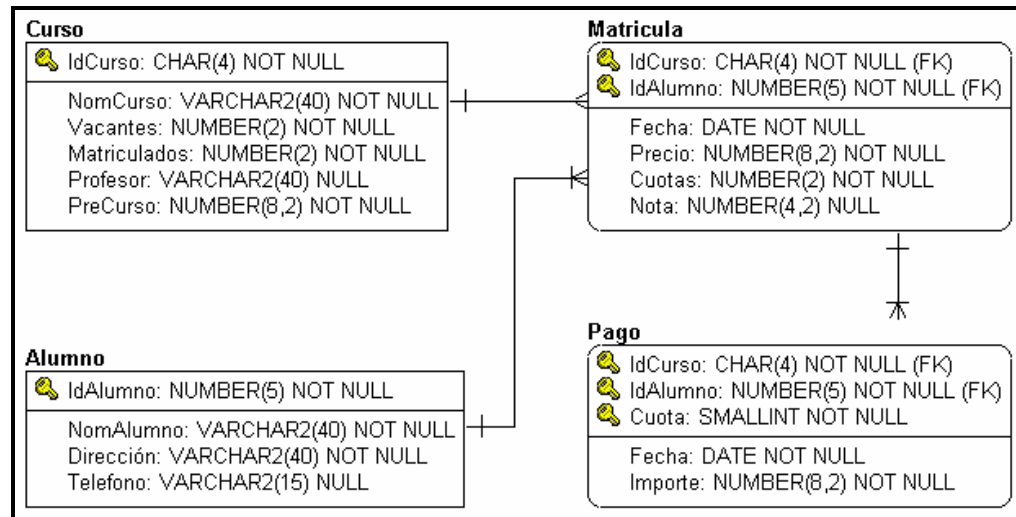 Curso
IdCurso: CHAR(4) NOT NULL
NomCurso: VARCHAR2(40) NOT NULL
Vacantes: NUMBER(2) NOT NULL
Matriculados: NUMBER(2) NOT NULL
Profesor: VARCHAR2(40) NULL
PreCurso: NUMBER(8,2) NOT NULL
Matricula
IdCurso: CHAR(4) NOT NULL (FK)
IdAlumno: NUMBER(5) NOT NULL (FK)
Fecha: DATE NOT NULL
Precio: NUMBER(8,2) NOT NULL
Cuotas: NUMBER(2) NOT NULL
Nota: NUMBER(4,2) NULL
Alumno
IdAlumno: NUMBER(5) NOT NULL
NomAlumno: VARCHAR2(40) NOT NULL
Dirección: VARCHAR2(40) NOT NULL
Telefono: VARCHAR2(15) NULL
Pago
IdCurso: CHAR(4) NOT NULL (FK)
IdAlumno: NUMBER(5) NOT NULL (FK)
Cuota: SMALLINT NOT NULL
Fecha: DATE NOT NULL
Importe: NUMBER(8,2) NOT NULL